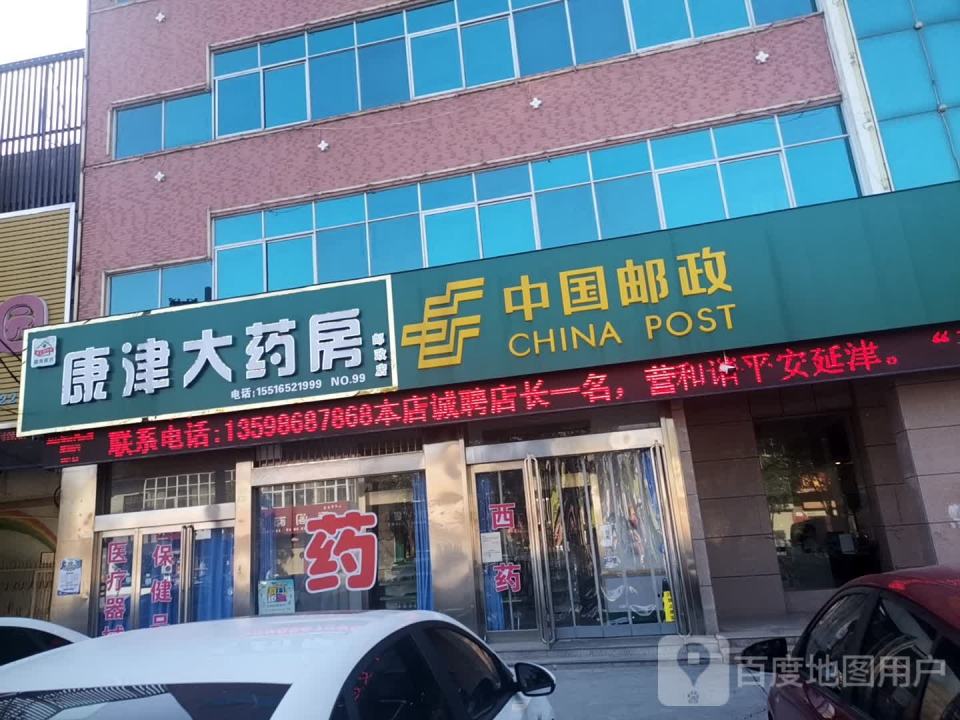 中国邮政
CHINA POST
康津大药房
邮政店
电话:15516521999 NO.99
联系电话:13598687868本店诚聘店长一名，营和谐平安延津。
药
西药
保健品
医疗器械
百度地图用户